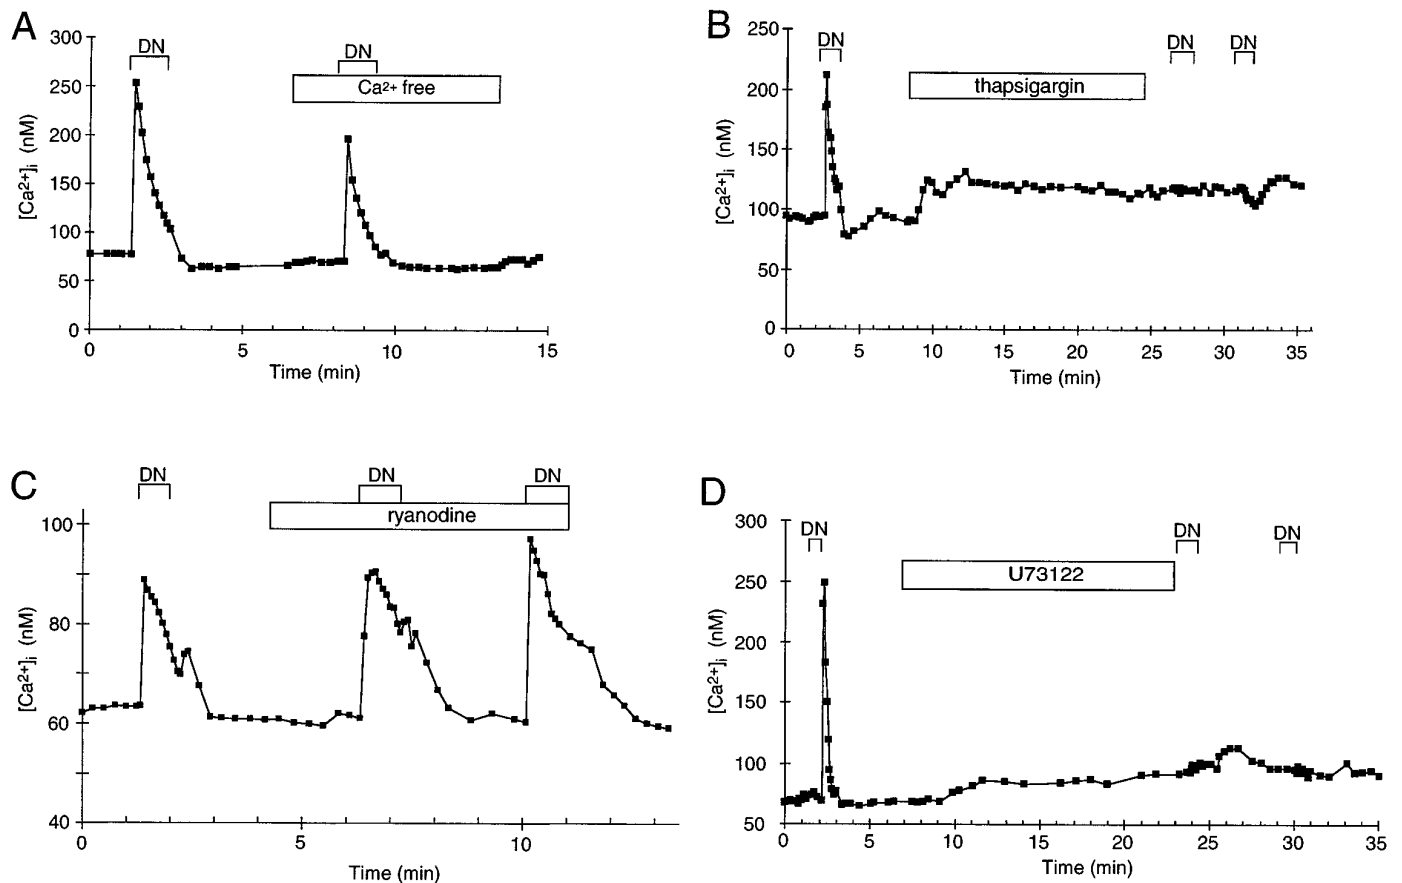 A
DN
DN
Ca²⁺ free
[Ca²⁺]ᵢ (nM)
300
250
200
150
100
50
0
0 5 10 15
Time (min)
B
DN
DN
DN
thapsigargin
[Ca²⁺]ᵢ (nM)
250
200
150
100
50
0
0 5 10 15 20 25 30 35
Time (min)
C
DN
DN
DN
ryanodine
[Ca²⁺]ᵢ (nM)
100
80
60
40
0 5 10
Time (min)
D
DN
DN
DN
U73122
[Ca²⁺]ᵢ (nM)
300
250
200
150
100
50
0 5 10 15 20 25 30 35
Time (min)